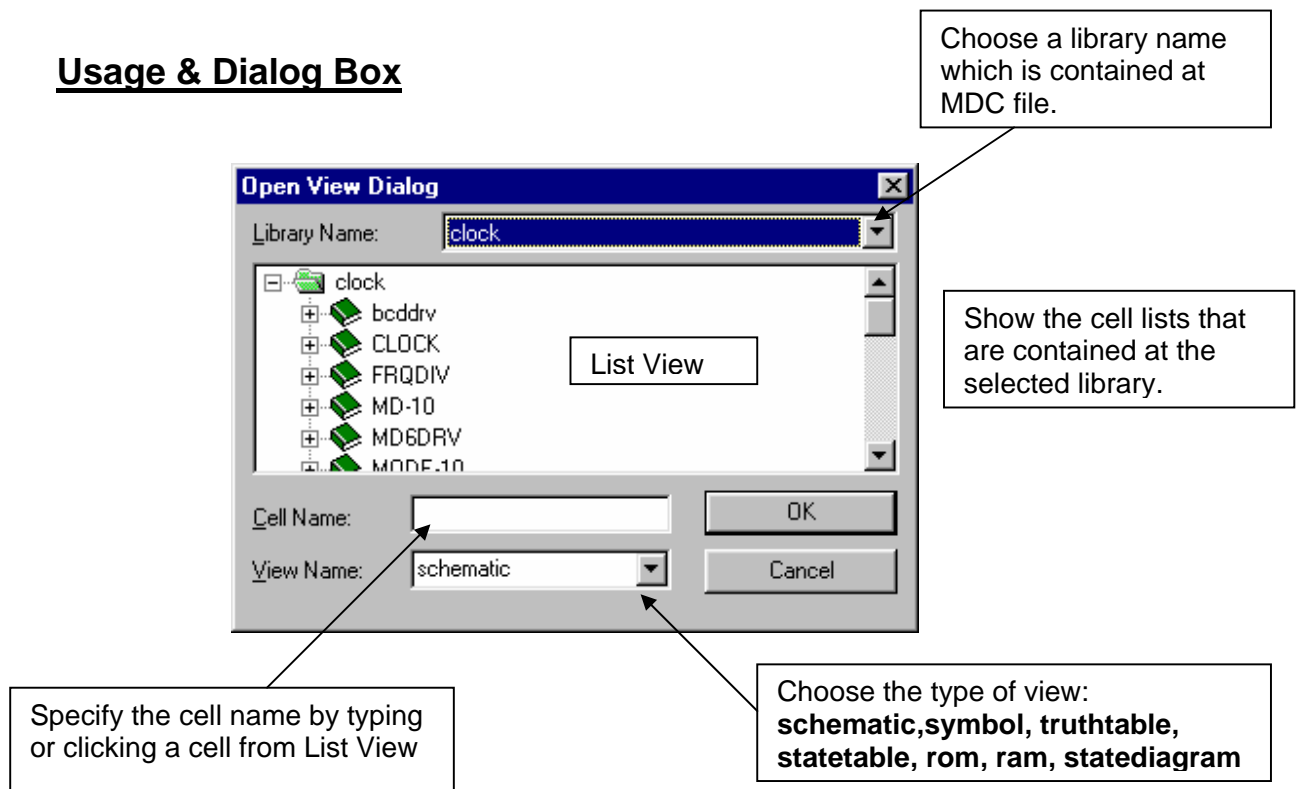 Usage & Dialog Box
Choose a library name
which is contained at
MDC file.
Open View Dialog
Library Name:
clock
clock
bcddrv
CLOCK
FRQDIV
MD-10
MD6DRV
MODE-10
List View
Show the cell lists that
are contained at the
selected library.
Cell Name:
OK
View Name:
schematic
Cancel
Specify the cell name by typing
or clicking a cell from List View
Choose the type of view:
schematic,symbol, truthtable,
statetable, rom, ram, statediagram